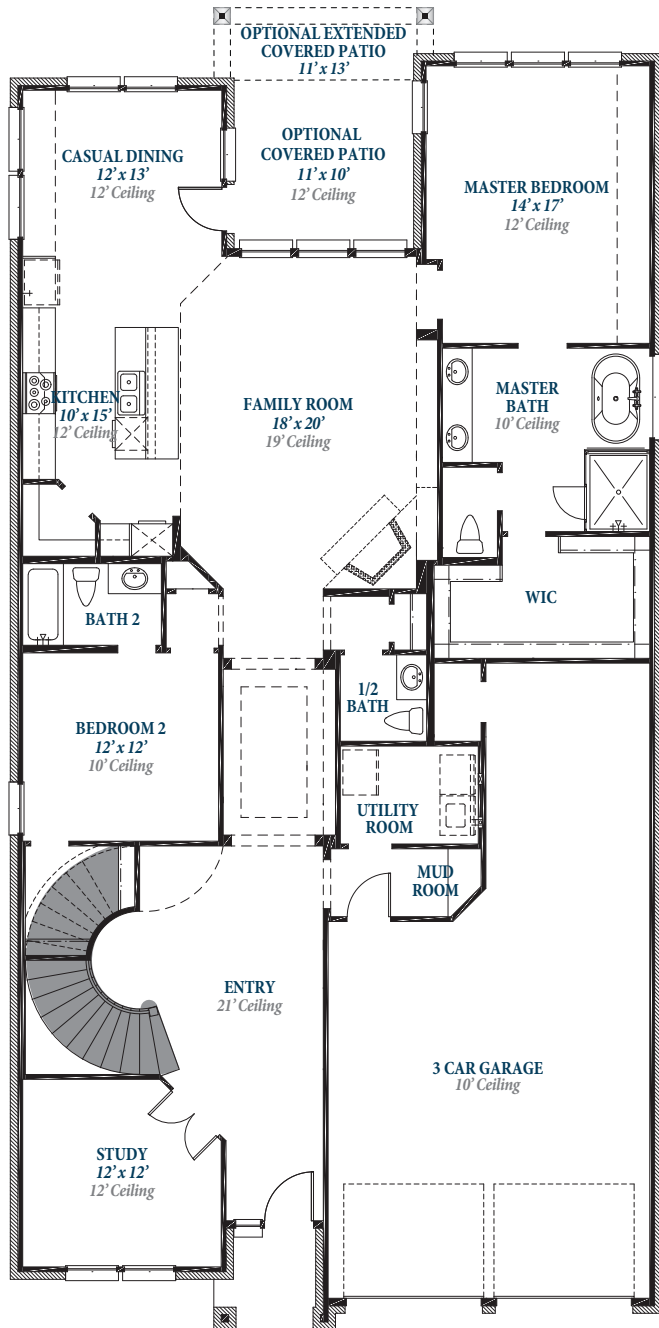 OPTIONAL EXTENDED
COVERED PATIO
11’ x 13’
OPTIONAL
COVERED PATIO
11’ x 10’
12’ Ceiling
CASUAL DINING
12’ x 13’
12’ Ceiling
MASTER BEDROOM
14’ x 17’
12’ Ceiling
KITCHEN
10’ x 15’
12’ Ceiling
FAMILY ROOM
18’ x 20’
19’ Ceiling
MASTER
BATH
10’ Ceiling
WIC
BATH 2
1/2
BATH
BEDROOM 2
12’ x 12’
10’ Ceiling
UTILITY
ROOM
MUD
ROOM
ENTRY
21’ Ceiling
3 CAR GARAGE
10’ Ceiling
STUDY
12’ x 12’
12’ Ceiling